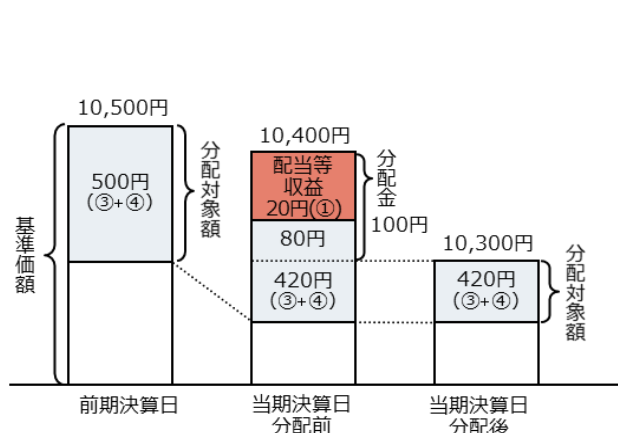 10,500円
500円
(③+④)
分配対象額
基準価額
前期決算日
10,400円
配当等
収益
20円(①)
80円
420円
(③+④)
分配金
100円
当期決算日
分配前
10,300円
420円
(③+④)
分配対象額
当期決算日
分配後